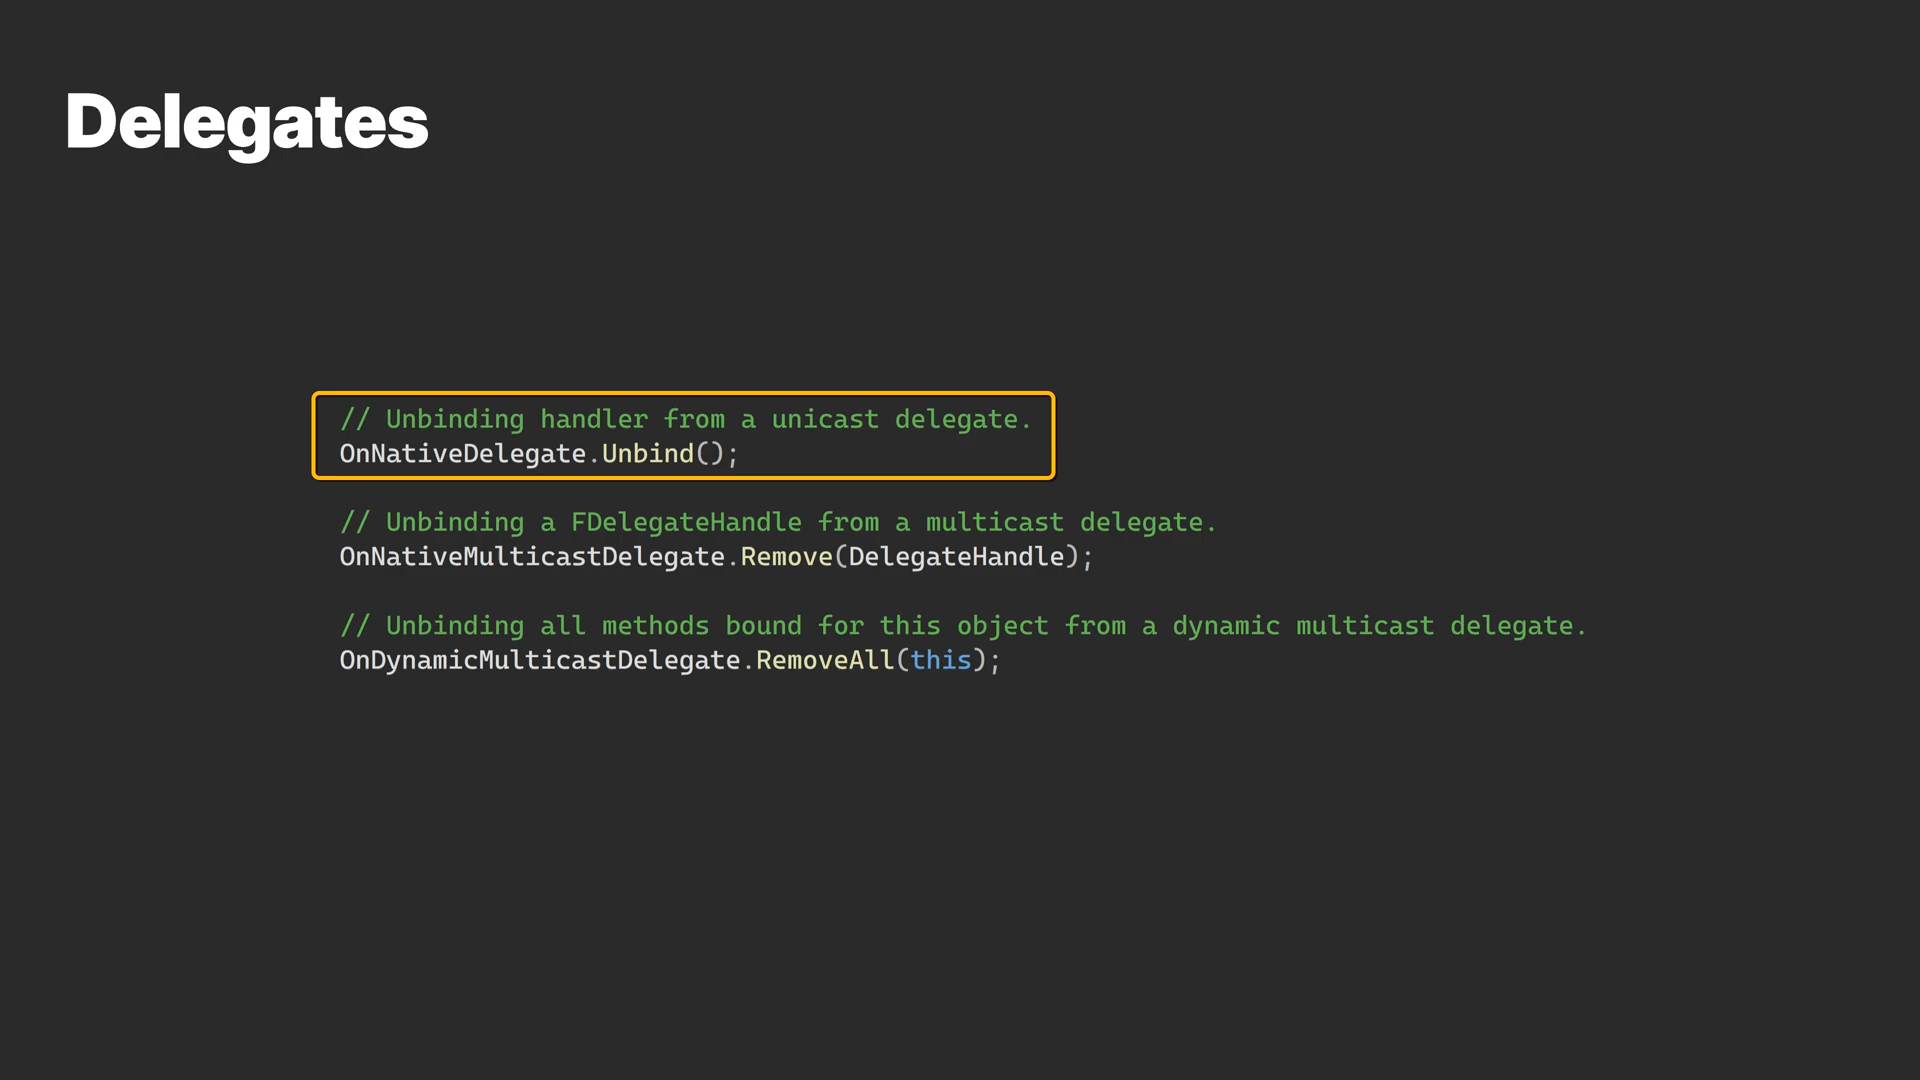 Delegates
// Unbinding handler from a unicast delegate.
OnNativeDelegate.Unbind();
// Unbinding a FDelegateHandle from a multicast delegate.
OnNativeMulticastDelegate.Remove(DelegateHandle);
// Unbinding all methods bound for this object from a dynamic multicast delegate.
OnDynamicMulticastDelegate.RemoveAll(this);